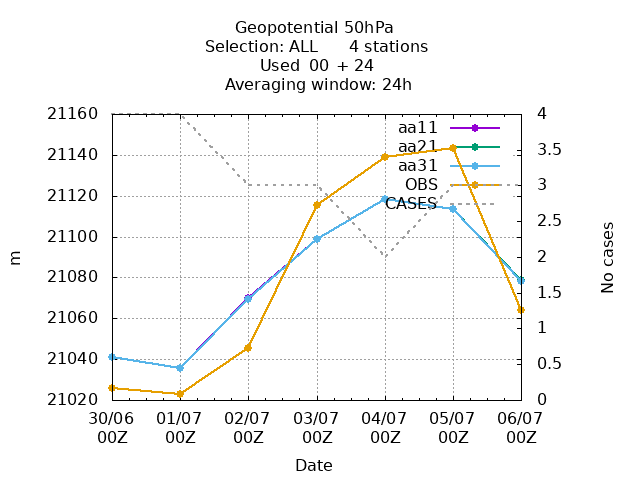 Geopotential 50hPa
Selection: ALL 4 stations
Used 00 + 24
Averaging window: 24h
21160
21140
21120
21100
21080
21060
21040
21020
m
4
3.5
3
2.5
2
1.5
1
0.5
0
No cases
aa11
aa21
aa31
OBS
CASES
30/06 01/07 02/07 03/07 04/07 05/07 06/07
00Z 00Z 00Z 00Z 00Z 00Z 00Z
Date